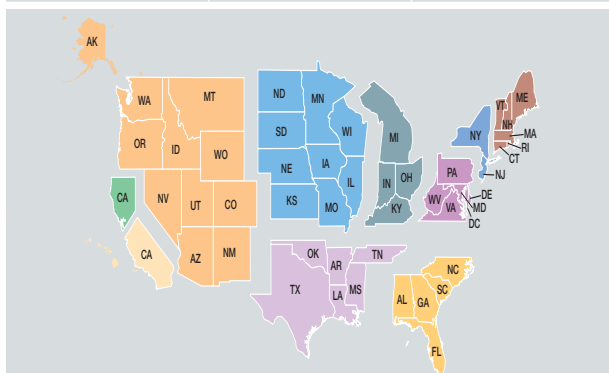 AK
WA
MT
OR
ID
WO
NV
UT
CO
CA
CA
AZ
NM
ND
MN
SD
WI
NE
IA
IL
KS
MO
MI
IN
OH
KY
NY
VT
ME
NH
MA
RI
CT
NJ
PA
WV
VA
DE
MD
DC
OK
AR
TN
TX
LA
MS
NC
SC
AL
GA
FL